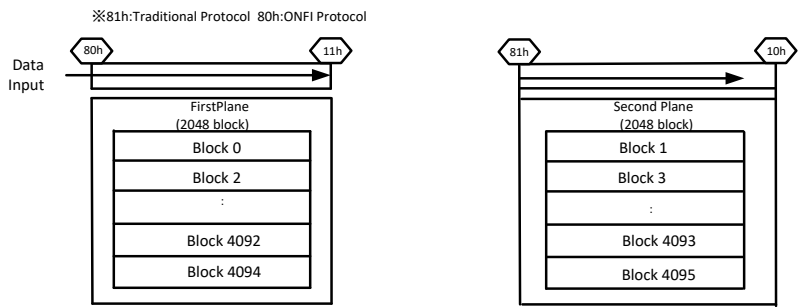 ※81h:Traditional Protocol 80h:ONFI Protocol
80h
11h
Data
Input
FirstPlane
(2048 block)
Block 0
Block 2
:
Block 4092
Block 4094
81h
10h
Second Plane
(2048 block)
Block 1
Block 3
:
Block 4093
Block 4095